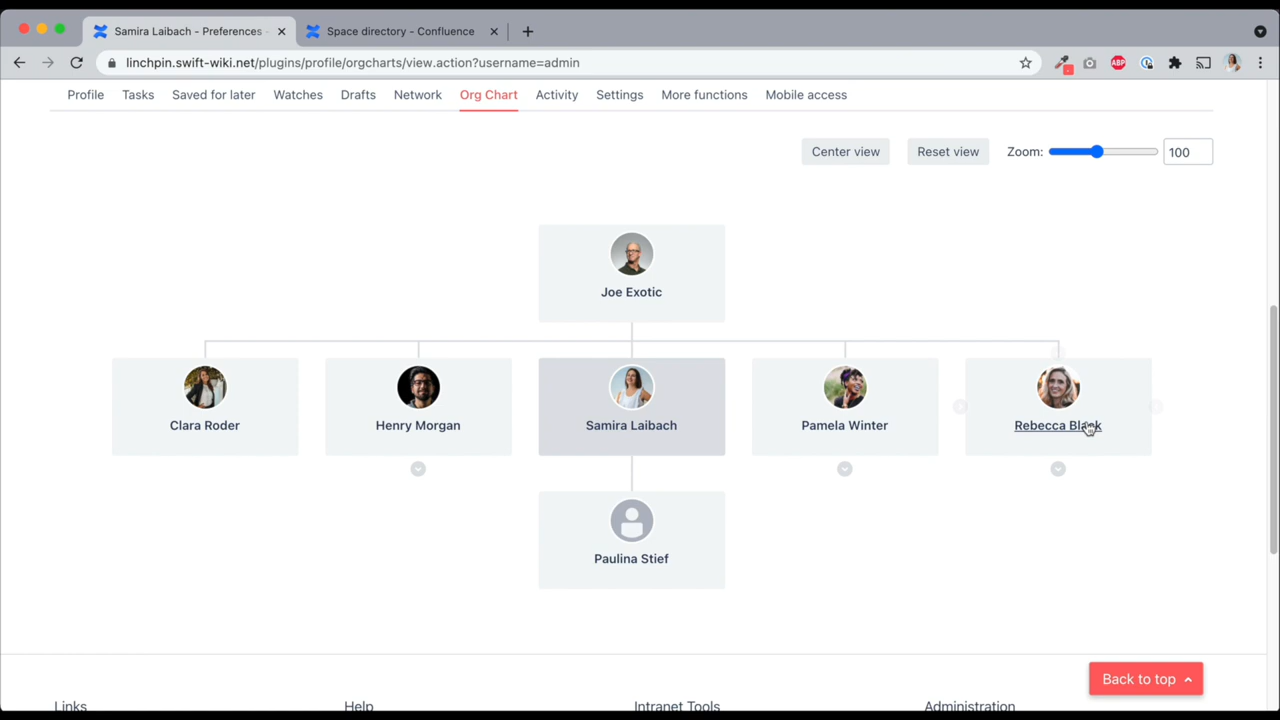 Samira Laibach - Preferences -
Space directory - Confluence
linchpin.swift-wiki.net/plugins/profile/orgcharts/view.action?username=admin
ABP
Profile Tasks Saved for later Watches Drafts Network Org Chart Activity Settings More functions Mobile access
Center view Reset view Zoom: 100
Joe Exotic
Clara Roder Henry Morgan Samira Laibach Pamela Winter Rebecca Black
Paulina Stief
Back to top
Links Help Intranet Tools Administration